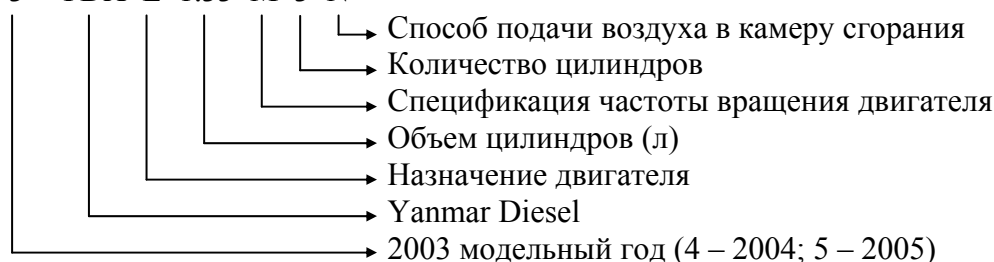 Способ подачи воздуха в камеру сгорания
Количество цилиндров
Спецификация частоты вращения двигателя
Объем цилиндров (л)
Назначение двигателя
Yanmar Diesel
2003 модельный год (4 – 2004; 5 – 2005)